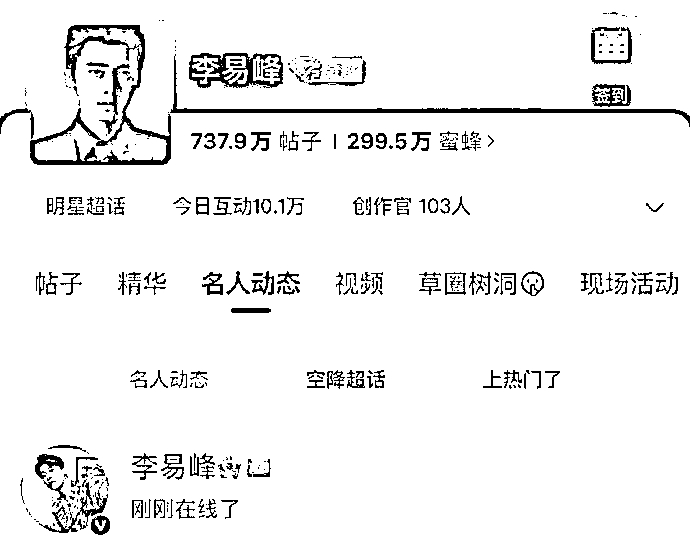 李易峰
签到
737.9万 帖子 | 299.5万 蜜蜂>
明星超话 今日互动10.1万 创作官 103人
帖子 精华 名人动态 视频 草圈树洞 现场活动
名人动态 空降超话 上热门了
李易峰
刚刚在线了